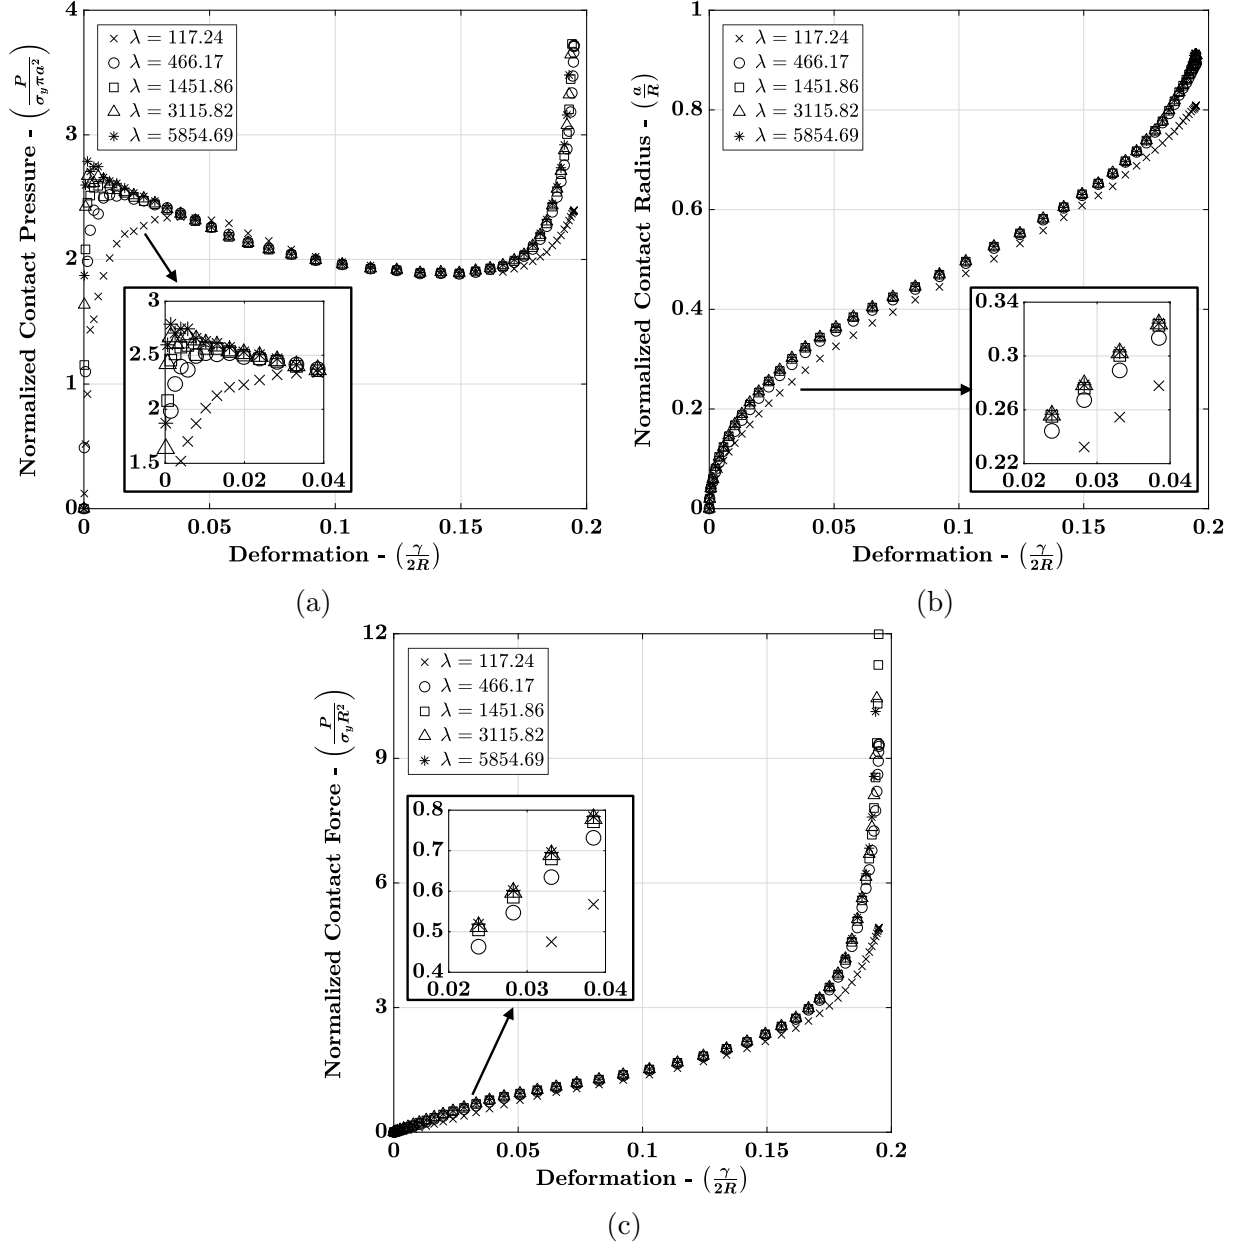 Normalized Contact Pressure - (P/σ_y πa²)
4
3
2
1
0
× λ = 117.24
○ λ = 466.17
□ λ = 1451.86
△ λ = 3115.82
∗ λ = 5854.69
3
2.5
2
1.5
0 0.02 0.04
0 0.05 0.1 0.15 0.2
Deformation - (γ/2R)
(a)
Normalized Contact Radius - (a/R)
1
0.8
0.6
0.4
0.2
0
× λ = 117.24
○ λ = 466.17
□ λ = 1451.86
△ λ = 3115.82
∗ λ = 5854.69
0.34
0.3
0.26
0.22
0.02 0.03 0.04
0 0.05 0.1 0.15 0.2
Deformation - (γ/2R)
(b)
Normalized Contact Force - (P/σ_y R²)
12
9
6
3
0
× λ = 117.24
○ λ = 466.17
□ λ = 1451.86
△ λ = 3115.82
∗ λ = 5854.69
0.8
0.7
0.6
0.5
0.4
0.02 0.03 0.04
0 0.05 0.1 0.15 0.2
Deformation - (γ/2R)
(c)